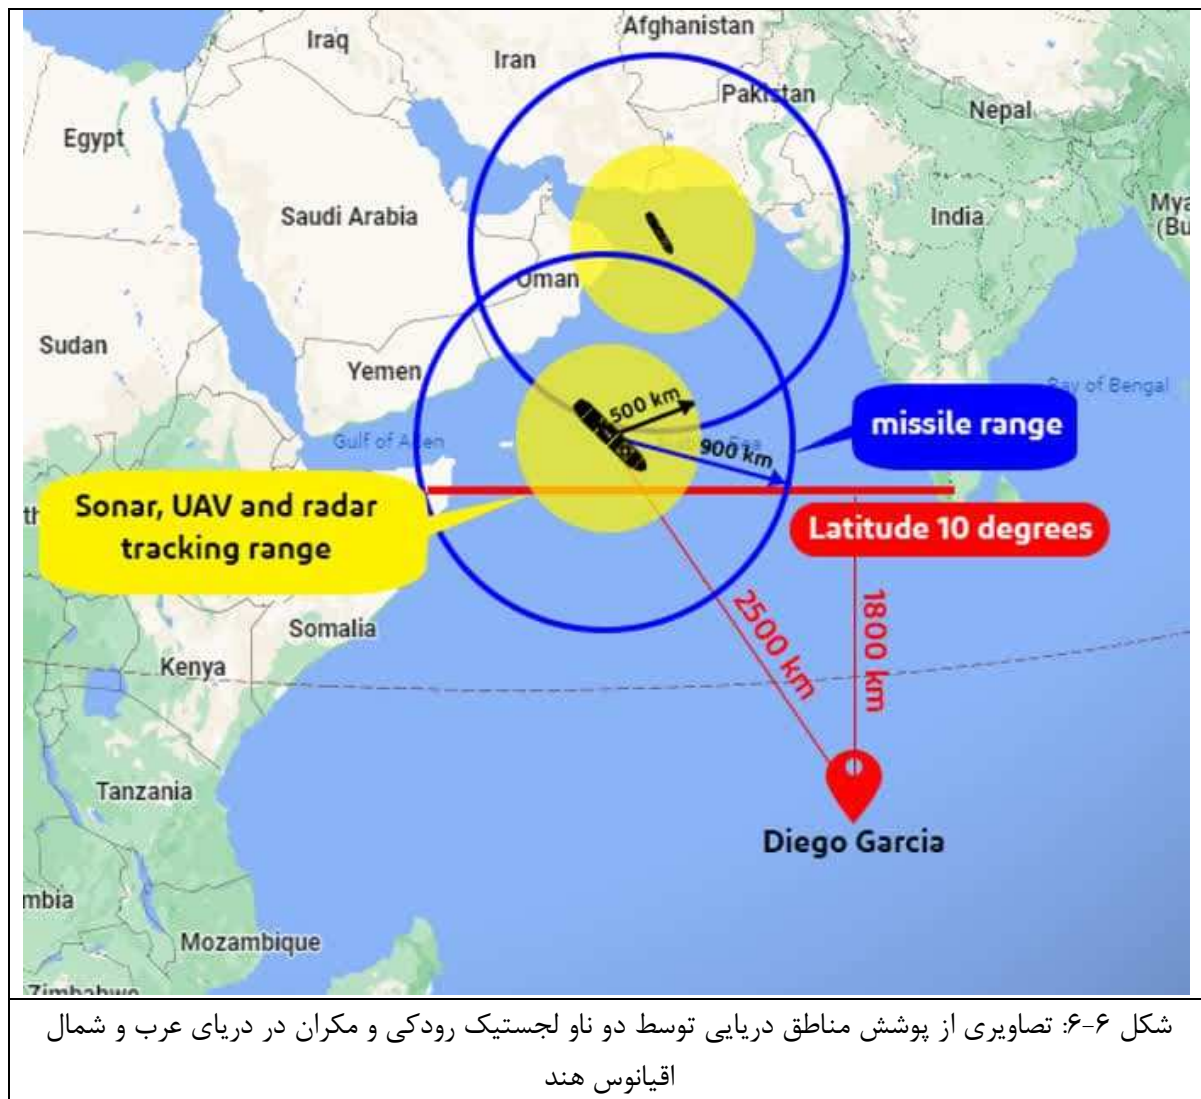 Afghanistan
Iraq
Iran
Pakistan
Nepal
Egypt
Saudi Arabia
India
Mya
(Bu
Oman
Sudan
Yemen
Bay of Bengal
500 km
missile range
Gulf of Aden
900 km
Sea
Sonar, UAV and radar
tracking range
Latitude 10 degrees
2500 km
1800 km
Somalia
Kenya
Tanzania
Diego Garcia
mbia
Mozambique
Zimbabwe
شکل ۶-۶: تصاویری از پوشش مناطق دریایی توسط دو ناو لجستیک رودکی و مکران در دریای عرب و شمال
اقیانوس هند